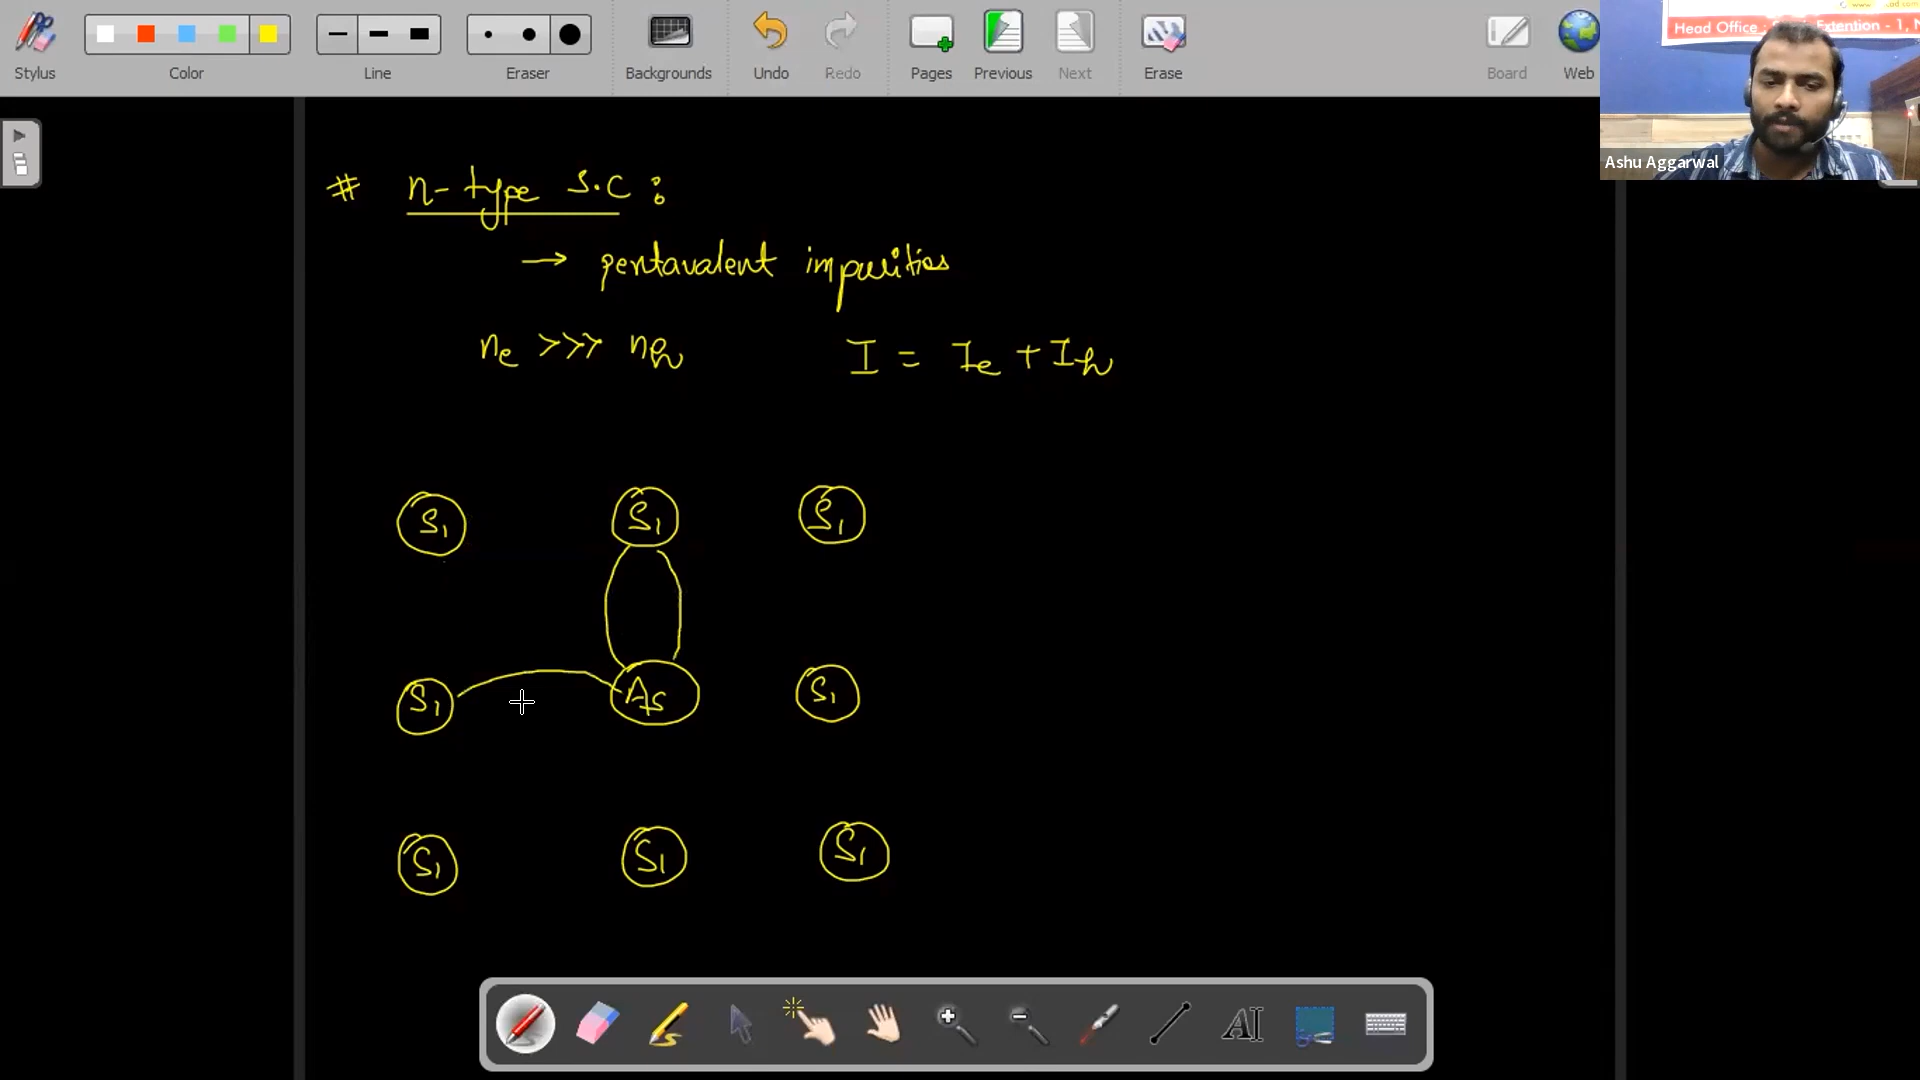 Stylus
Color
Line
Eraser
Backgrounds
Undo
Redo
Pages
Previous
Next
Erase
Board
Web
Head Office
Extention - 1, N
Ashu Aggarwal
# n-type S.C :
→ pentavalent impurities
ne >>> nh I = Ie + Ih
Si Si Si
Si As Si
Si Si Si
AI